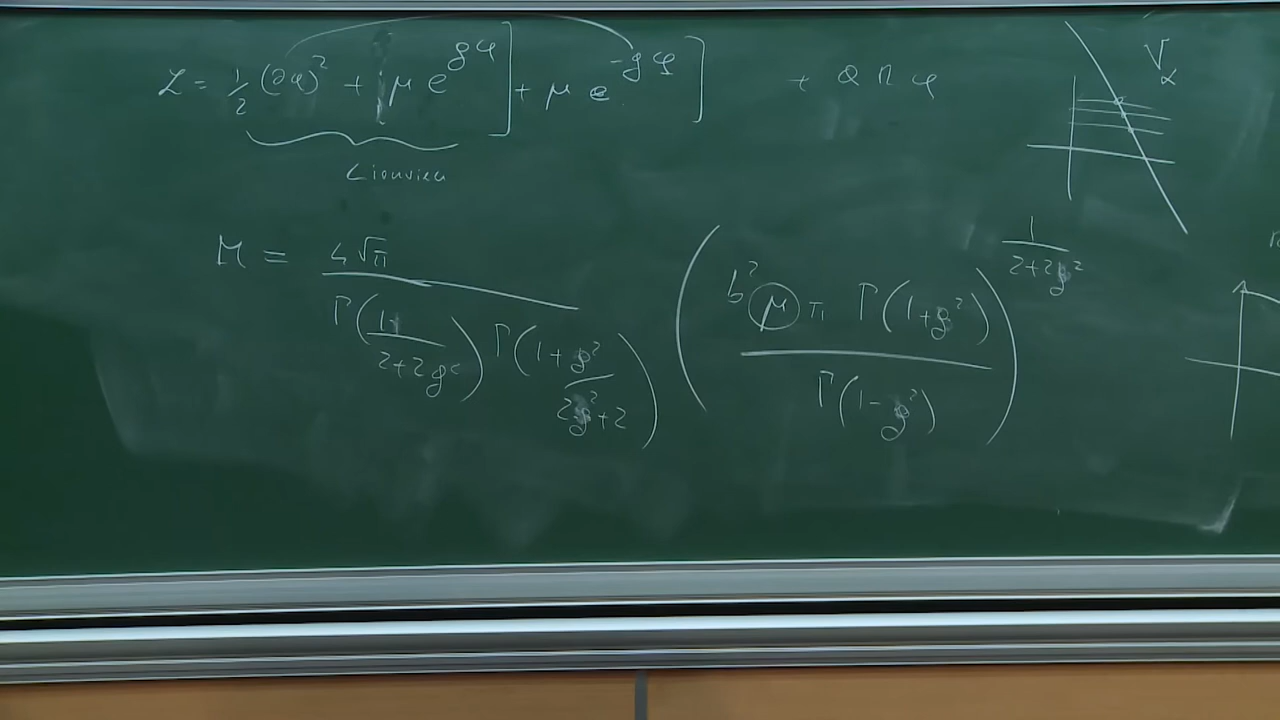 L = 1/2 (∂φ)² + [ μ e^{gφ} ] + μ e^{-gφ} ] + Q R φ
Liouville
V_α
M = 4√π / Γ(1/(2+2g²)) Γ(1 + g²/(2g²+2)) ( b² μ π Γ(1+g²) / Γ(1-g²) )^{1/(2+2g²)}